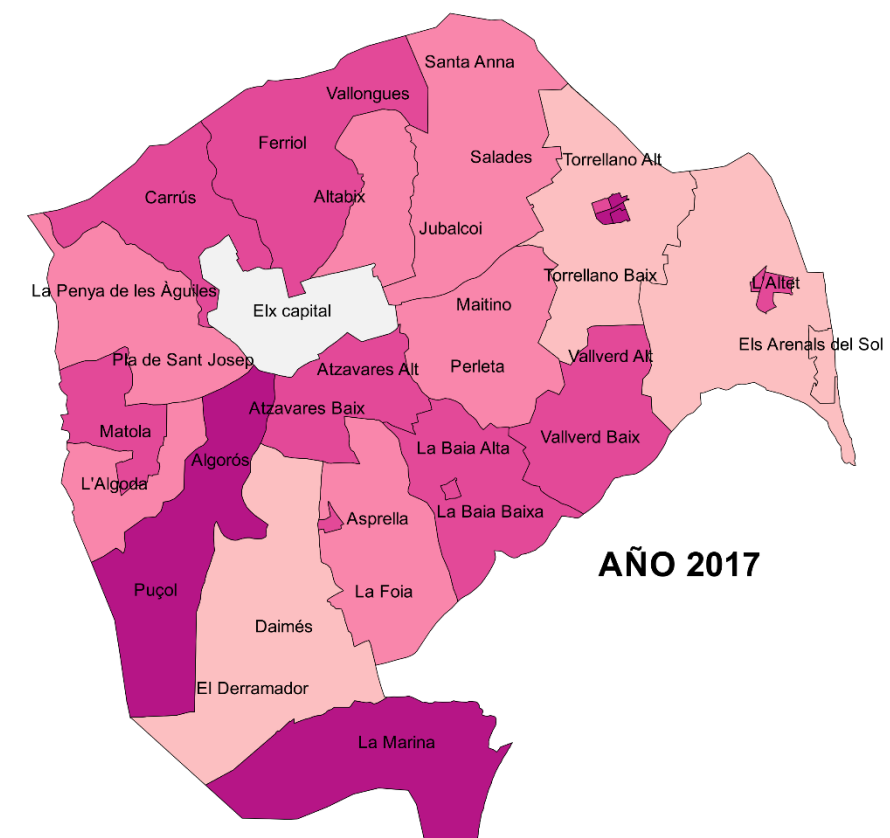 Santa Anna
Vallongues
Ferriol
Salades
Torrellano Alt
Carrús
Altabix
Jubalcoi
Torrellano Baix
L'Altet
La Penya de les Àguiles
Maitino
Elx capital
Els Arenals del Sol
Pla de Sant Josep
Atzavares Alt
Perleta
Vallverd Alt
Atzavares Baix
Matola
La Baia Alta
Vallverd Baix
Algorós
L'Algoda
La Baia Baixa
Asprella
AÑO 2017
Puçol
La Foia
Daimés
El Derramador
La Marina